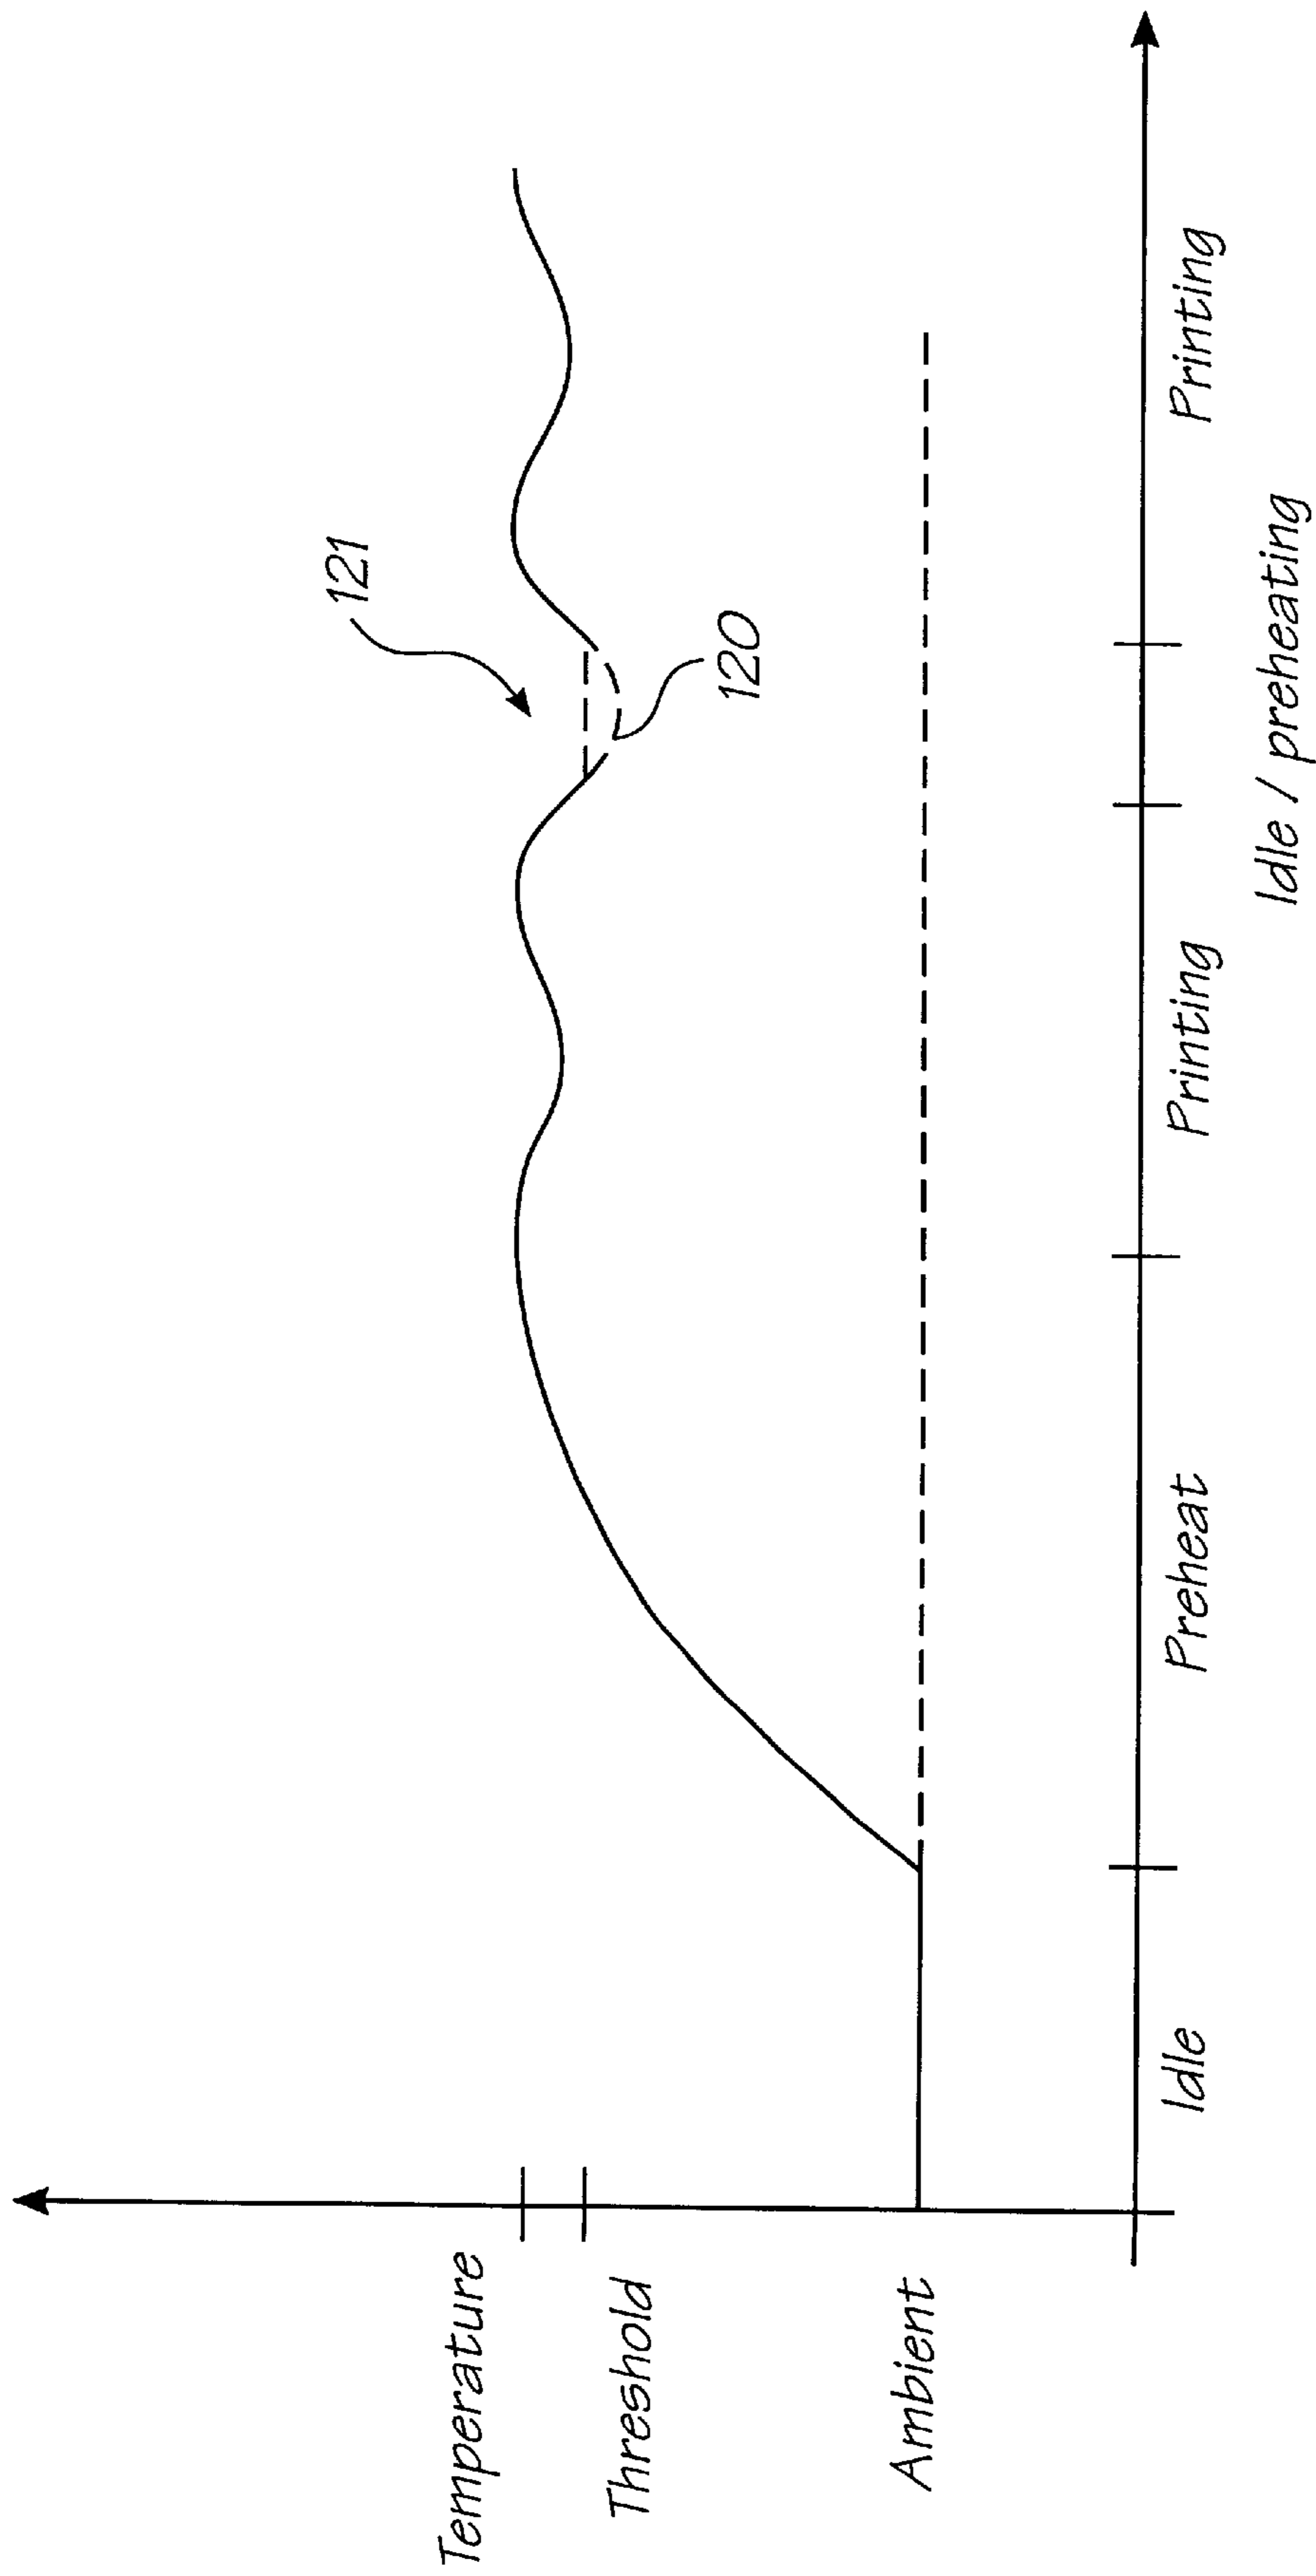 Temperature
Threshold
Ambient
121
120
Idle
Preheat
Printing
Idle / preheating
Printing